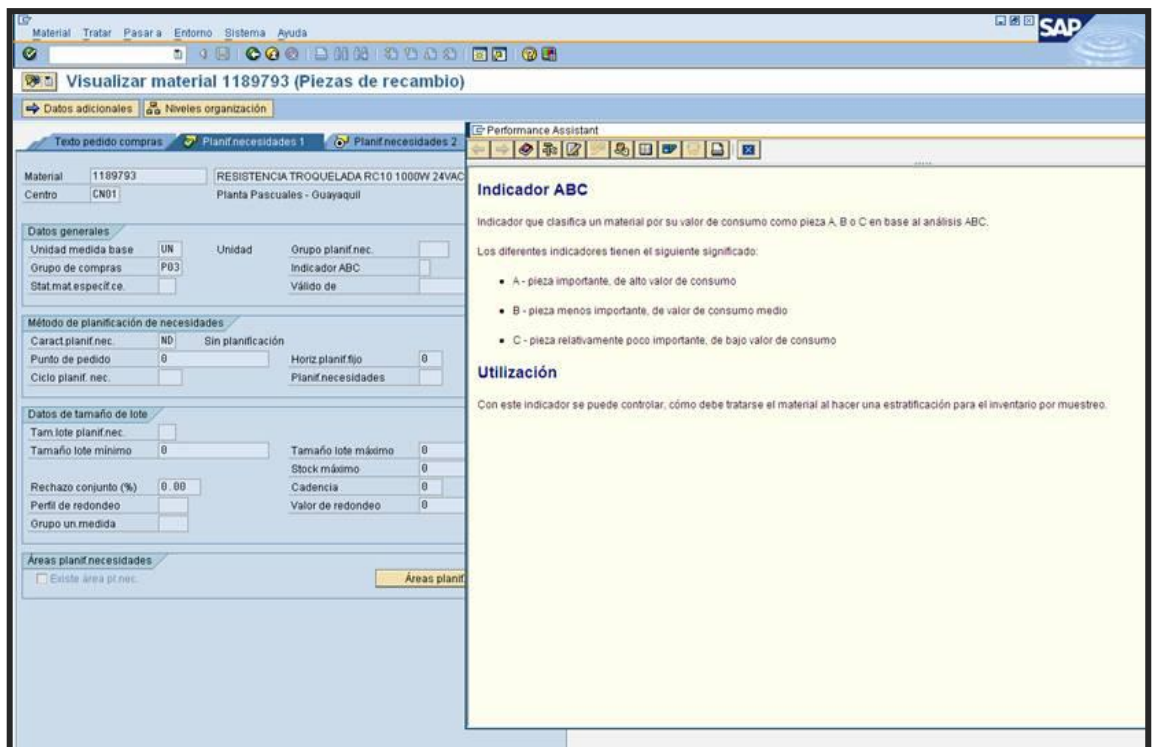 Material Tratar Pasar a Entorno Sistema Ayuda
SAP
Visualizar material 1189793 (Piezas de recambio)
Datos adicionales Niveles organización
Texto pedido compras Planif.necesidades 1 Planif.necesidades 2
Material 1189793 RESISTENCIA TROQUELADA RC10 1000W 24VAC
Centro CN01 Planta Pascuales - Guayaquil
Datos generales
Unidad medida base UN Unidad Grupo planif.nec.
Grupo de compras P03 Indicador ABC
Stat.mat.específ.ce. Válido de
Método de planificación de necesidades
Caract.planif.nec. ND Sin planificación
Punto de pedido 0 Horiz.planif.fijo 0
Ciclo planif. nec. Planif.necesidades
Datos de tamaño de lote
Tam.lote planif.nec.
Tamaño lote mínimo 0 Tamaño lote máximo 0
Stock máximo 0
Rechazo conjunto (%) 0.00 Cadencia 0
Perfil de redondeo Valor de redondeo 0
Grupo un.medida
Áreas planif.necesidades
Existe área pl.nec. Áreas planif.
Performance Assistant
Indicador ABC
Indicador que clasifica un material por su valor de consumo como pieza A, B o C en base al análisis ABC.
Los diferentes indicadores tienen el siguiente significado:
• A - pieza importante, de alto valor de consumo
• B - pieza menos importante, de valor de consumo medio
• C - pieza relativamente poco importante, de bajo valor de consumo
Utilización
Con este indicador se puede controlar, cómo debe tratarse el material al hacer una estratificación para el inventario por muestreo.